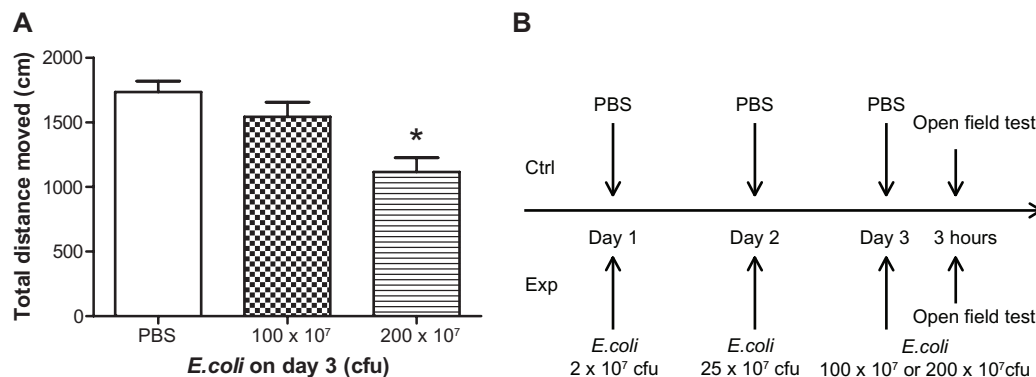 A
Total distance moved (cm)
2000
1500
1000
500
0
*
PBS
100 x 10⁷
200 x 10⁷
E.coli on day 3 (cfu)
B
PBS
PBS
PBS
Open field test
Ctrl
Day 1
Day 2
Day 3
3 hours
Exp
Open field test
E.coli
2 x 10⁷ cfu
E.coli
25 x 10⁷ cfu
E.coli
100 x 10⁷ or 200 x 10⁷cfu